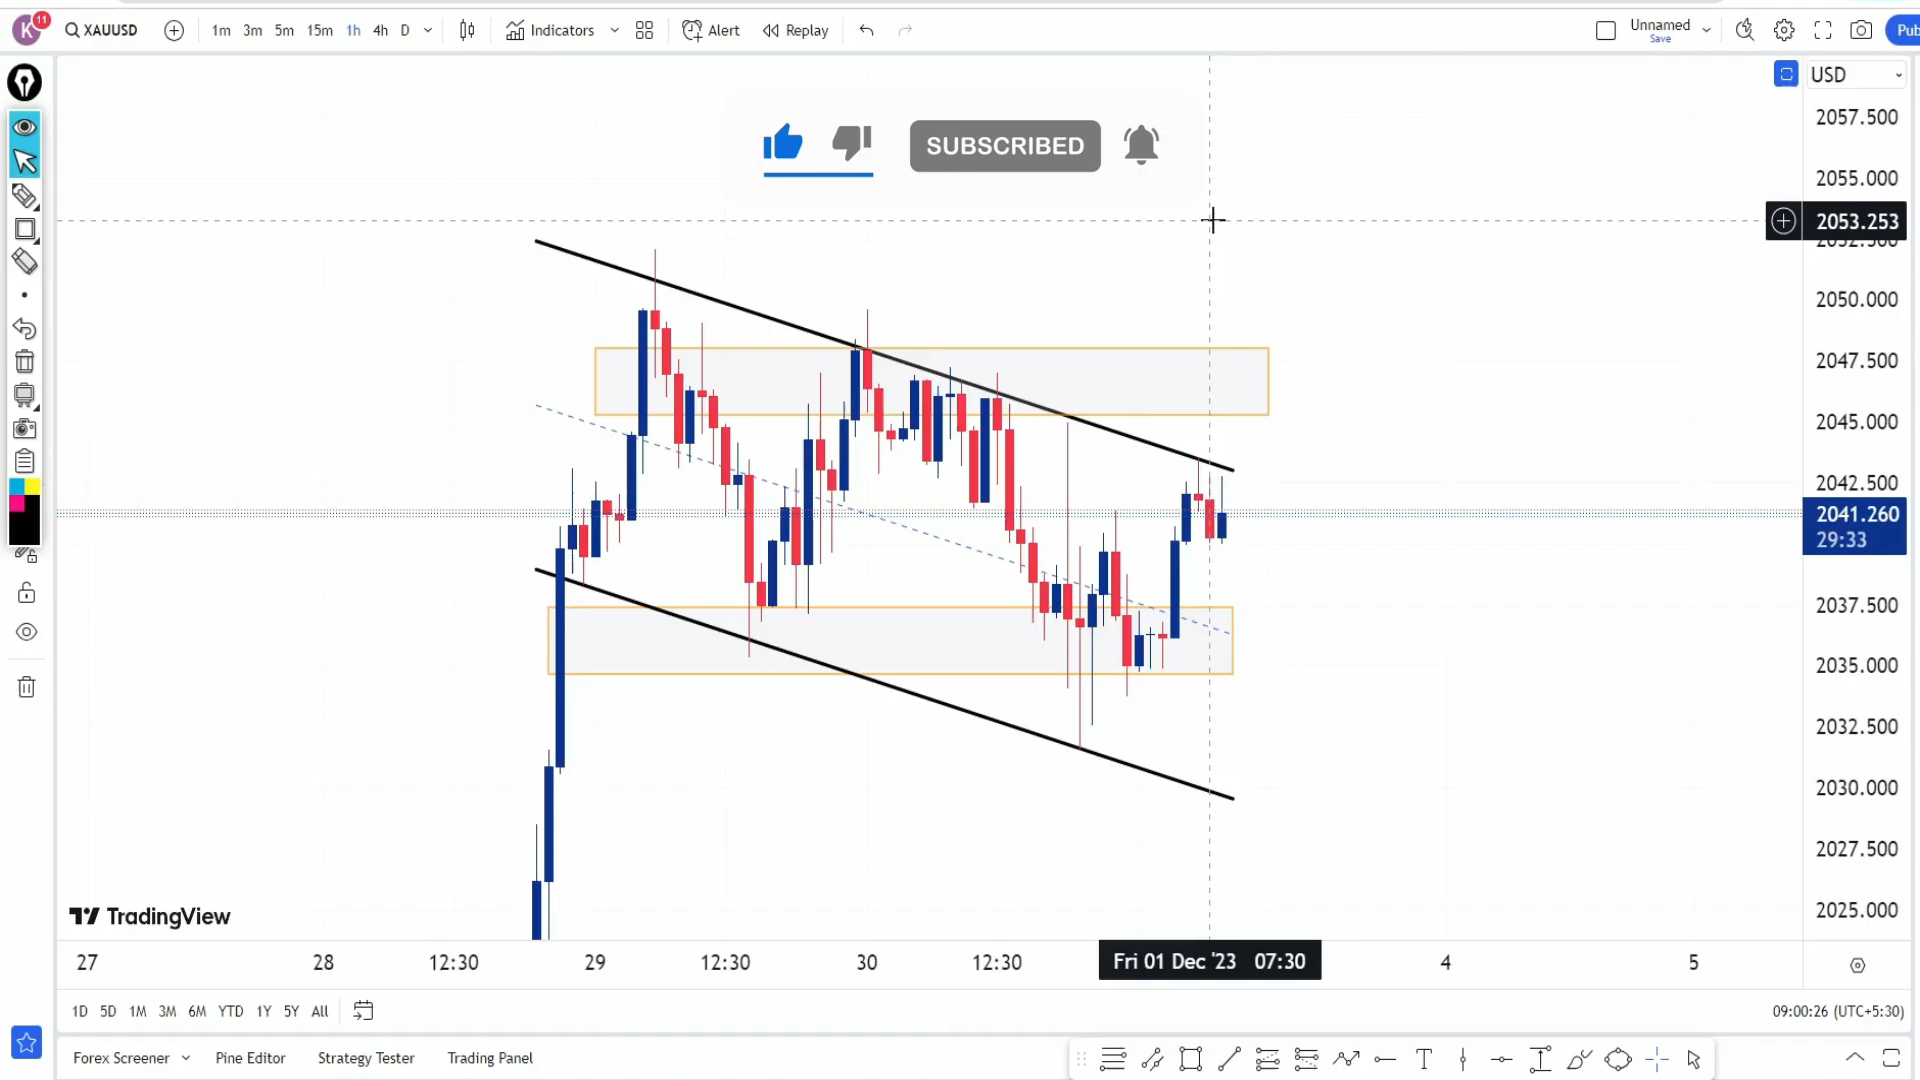 K 11 XAUUSD 1m 3m 5m 15m 1h 4h D Indicators Alert Replay Unnamed Save Pub
USD
2057.500
SUBSCRIBED
2055.000
2053.253
2052.500
2050.000
2047.500
2045.000
2042.500
2041.260
29:33
2037.500
2035.000
2032.500
2030.000
2027.500
2025.000
TradingView
27 28 12:30 29 12:30 30 12:30 Fri 01 Dec '23 07:30 4 5
1D 5D 1M 3M 6M YTD 1Y 5Y All 09:00:26 (UTC+5:30)
Forex Screener Pine Editor Strategy Tester Trading Panel